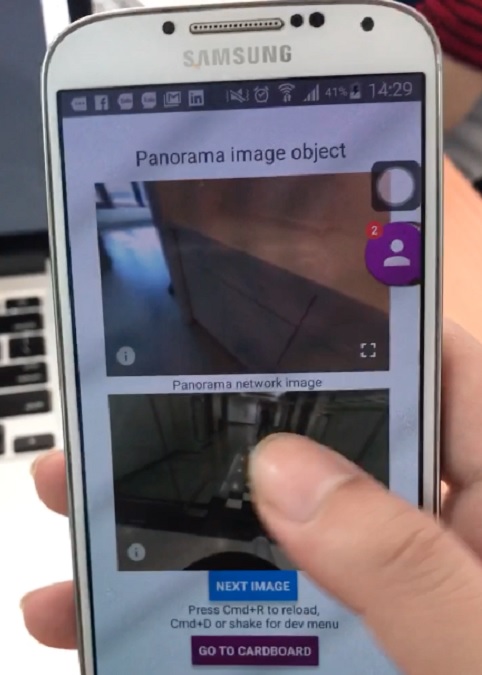 SAMSUNG
41% 14:29
Panorama image object
2
Panorama network image
NEXT IMAGE
Press Cmd+R to reload,
Cmd+D or shake for dev menu
GO TO CARDBOARD